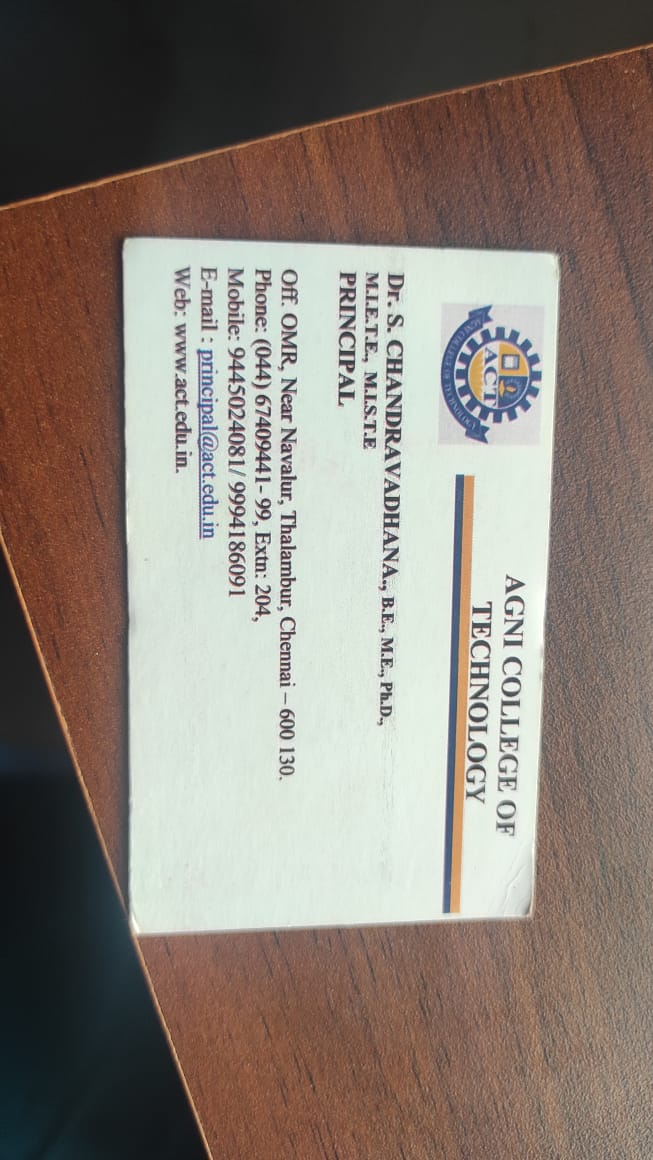 ACT
AGNI COLLEGE OF TECHNOLOGY
AGNI COLLEGE OF
TECHNOLOGY
Dr. S. CHANDRAVADHANA., B.E., M.E., Ph.D.,
M.I.E.T.E., M.I.S.T.E
PRINCIPAL
Off. OMR, Near Navalur, Thalambur, Chennai – 600 130.
Phone: (044) 67409441- 99, Extn: 204,
Mobile: 9445024081/ 9994186091
E-mail : principal@act.edu.in
Web: www.act.edu.in.